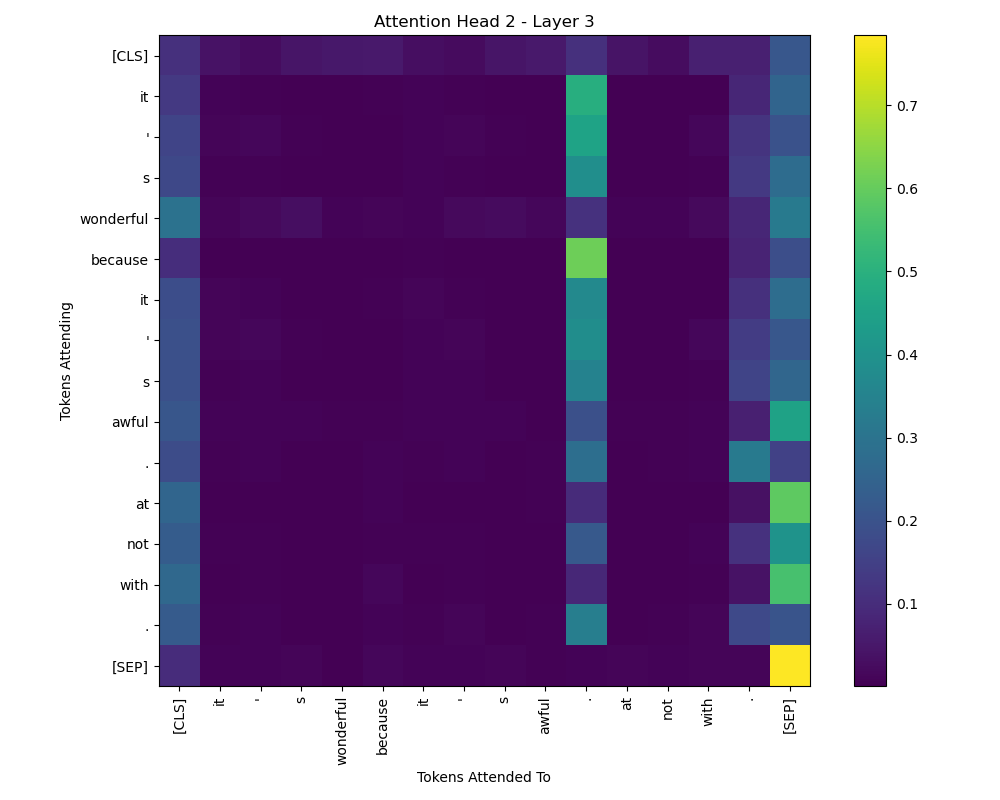 Attention Head 2 - Layer 3
[CLS]
it
'
s
wonderful
because
it
'
s
awful
.
at
not
with
.
[SEP]
Tokens Attending
[CLS]
it
'
s
wonderful
because
it
'
s
awful
.
at
not
with
.
[SEP]
Tokens Attended To
0.7
0.6
0.5
0.4
0.3
0.2
0.1